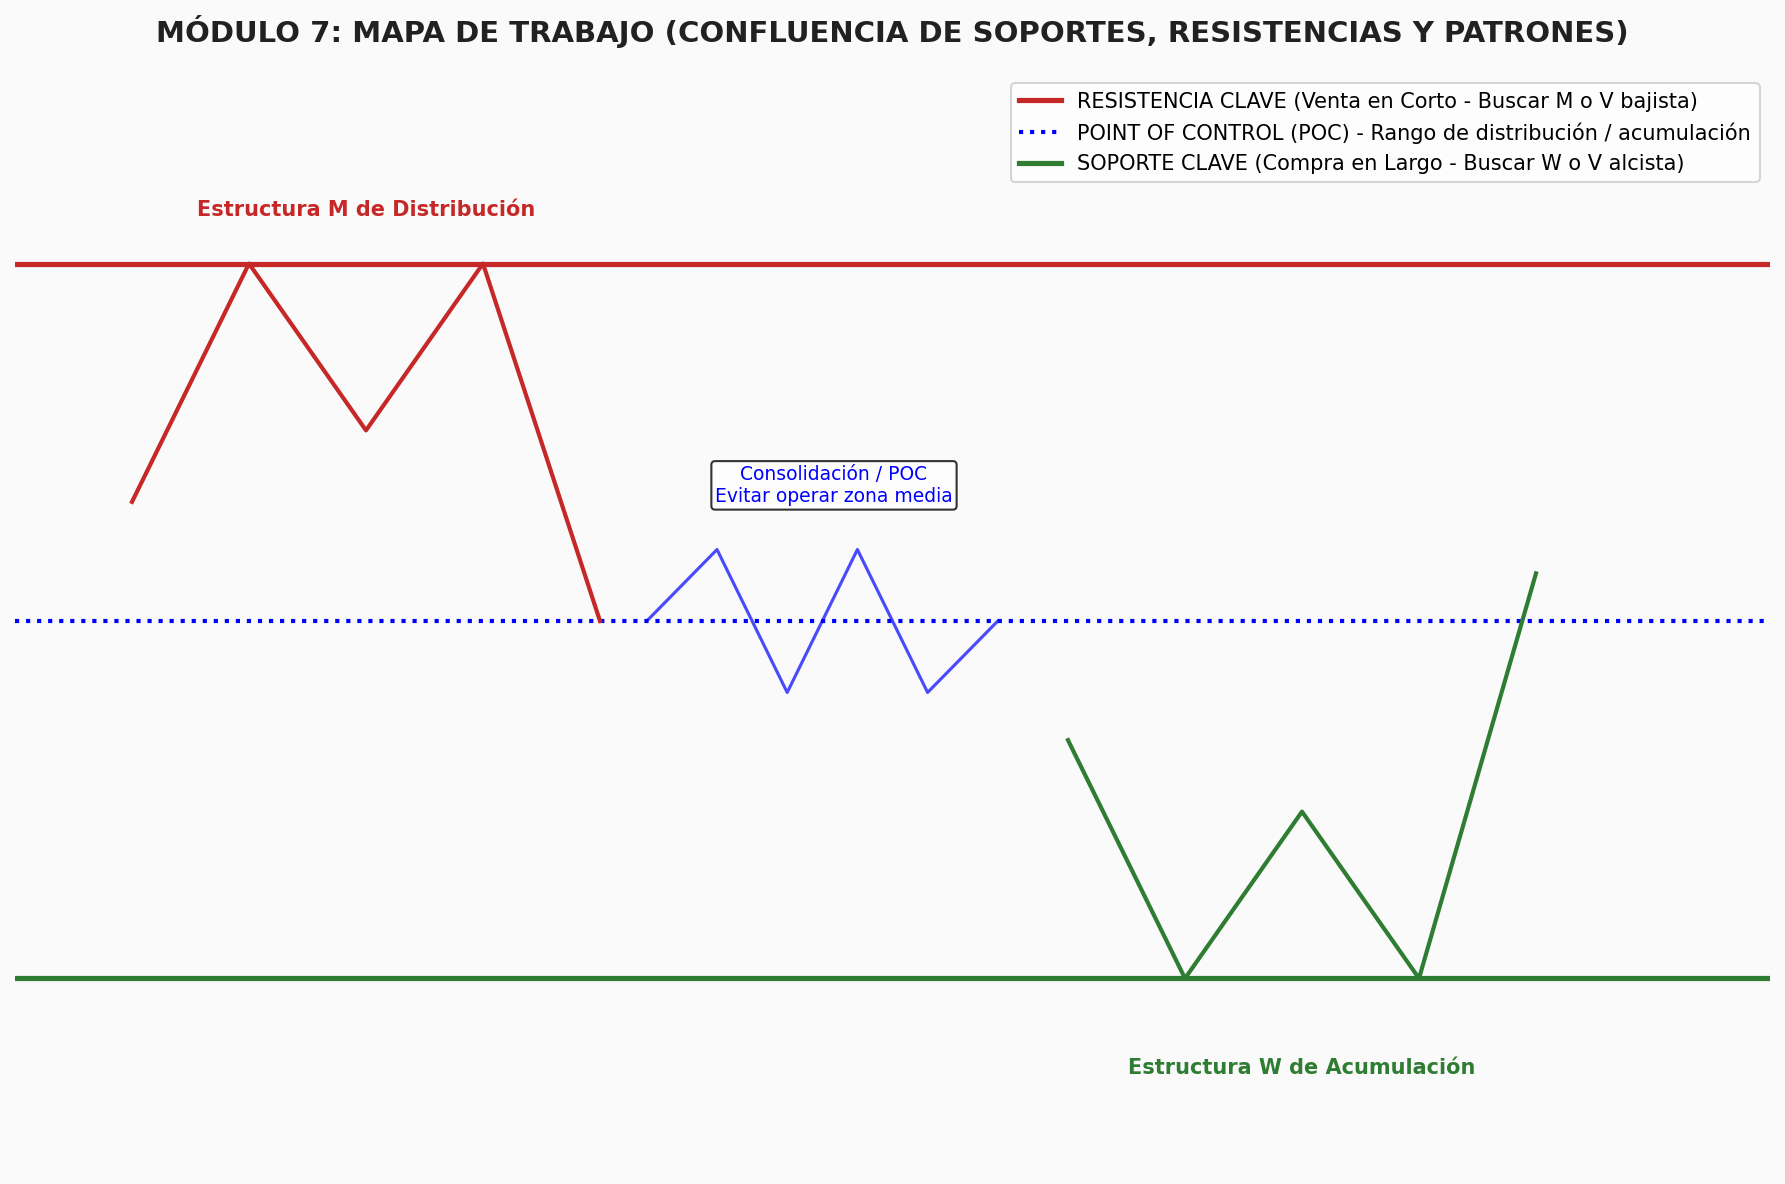 MÓDULO 7: MAPA DE TRABAJO (CONFLUENCIA DE SOPORTES, RESISTENCIAS Y PATRONES)
RESISTENCIA CLAVE (Venta en Corto - Buscar M o V bajista)
POINT OF CONTROL (POC) - Rango de distribución / acumulación
SOPORTE CLAVE (Compra en Largo - Buscar W o V alcista)
Estructura M de Distribución
Consolidación / POC
Evitar operar zona media
Estructura W de Acumulación